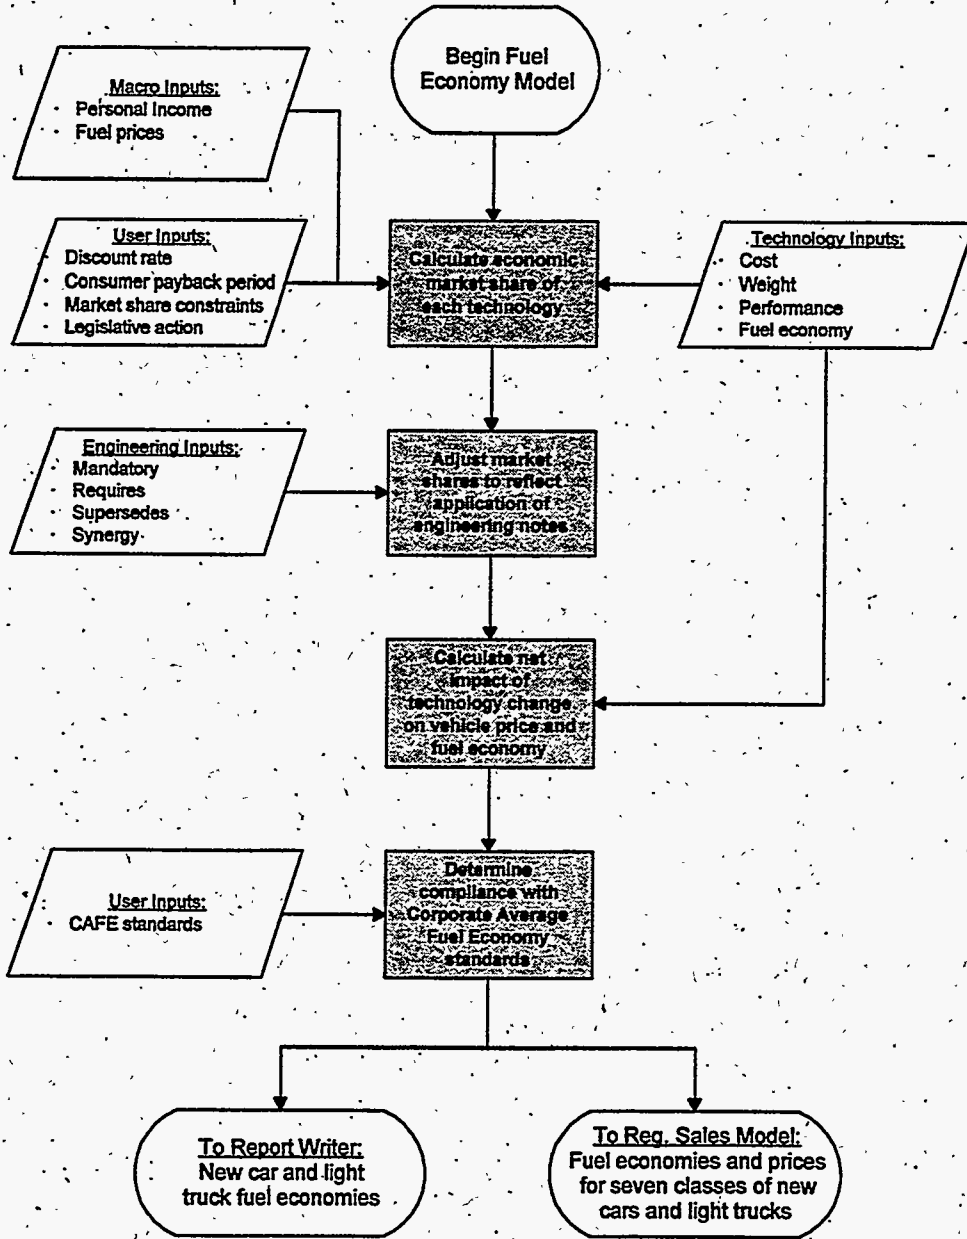 Begin Fuel
Economy Model
Macro Inputs:
· Personal Income
· Fuel prices
User Inputs:
· Discount rate
· Consumer payback period
· Market share constraints
· Legislative action
Calculate economic
market share of
each technology
Technology Inputs:
· Cost
· Weight
· Performance
· Fuel economy
Engineering Inputs:
· Mandatory
· Requires
· Supersedes
· Synergy
Adjust market
shares to reflect
application of
engineering notes
Calculate net
impact of
technology change
on vehicle price and
fuel economy
User Inputs:
· CAFE standards
Determine
compliance with
Corporate Average
Fuel Economy
standards
To Report Writer:
New car and light
truck fuel economies
To Reg. Sales Model:
Fuel economies and prices
for seven classes of new
cars and light trucks